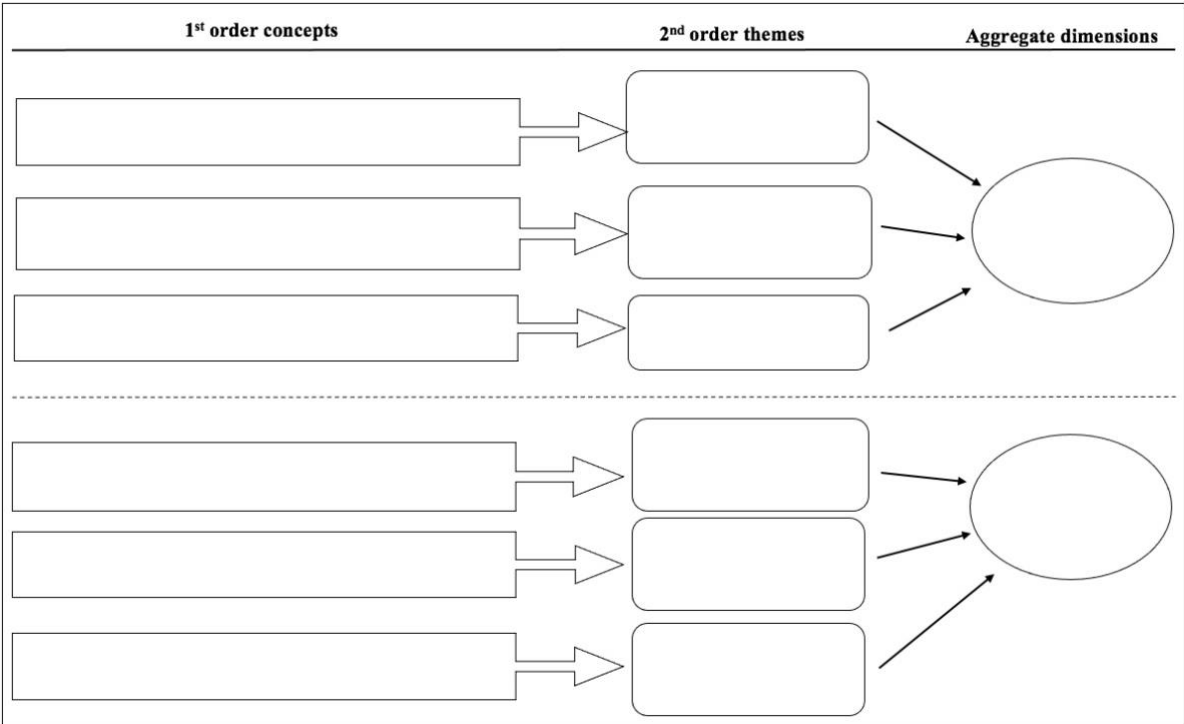 1st order concepts
2nd order themes
Aggregate dimensions